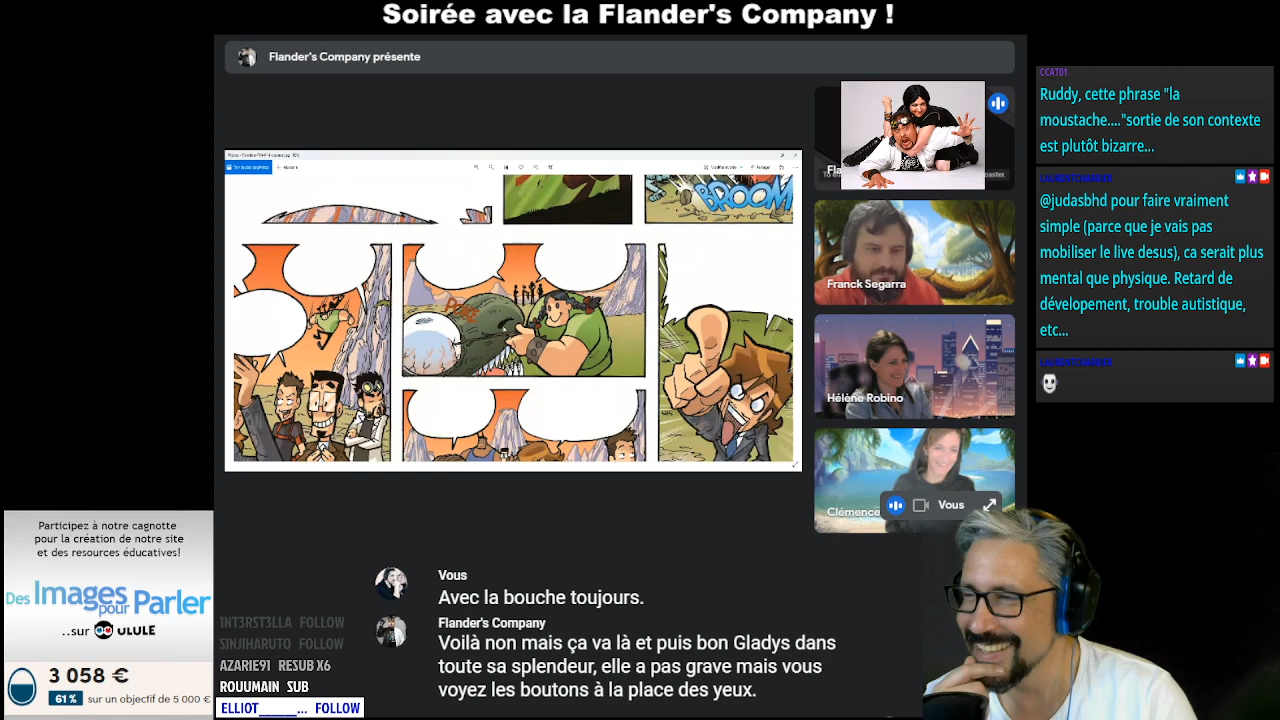 Soirée avec la Flander's Company !
Flander's Company présente
BROOM
Franck Segarra
Hélène Robino
Clémence
Vous
CCAT01
Ruddy, cette phrase "la
moustache...."sortie de son contexte
est plutôt bizarre...
@judasbhd pour faire vraiment
simple (parce que je vais pas
mobiliser le live desus), ca serait plus
mental que physique. Retard de
dévelopement, trouble autistique,
etc...
Participez à notre cagnotte
pour la création de notre site
et des resources éducatives!
Des Images pour Parler
..sur ULULE
3 058 €
61 % sur un objectif de 5 000 €
1NT3RST3LLA FOLLOW
SINJIHARUTO FOLLOW
AZARIE91 RESUB X6
ROUUMAIN SUB
ELLIOT______... FOLLOW
Vous
Avec la bouche toujours.
Flander's Company
Voilà non mais ça va là et puis bon Gladys dans
toute sa splendeur, elle a pas grave mais vous
voyez les boutons à la place des yeux.